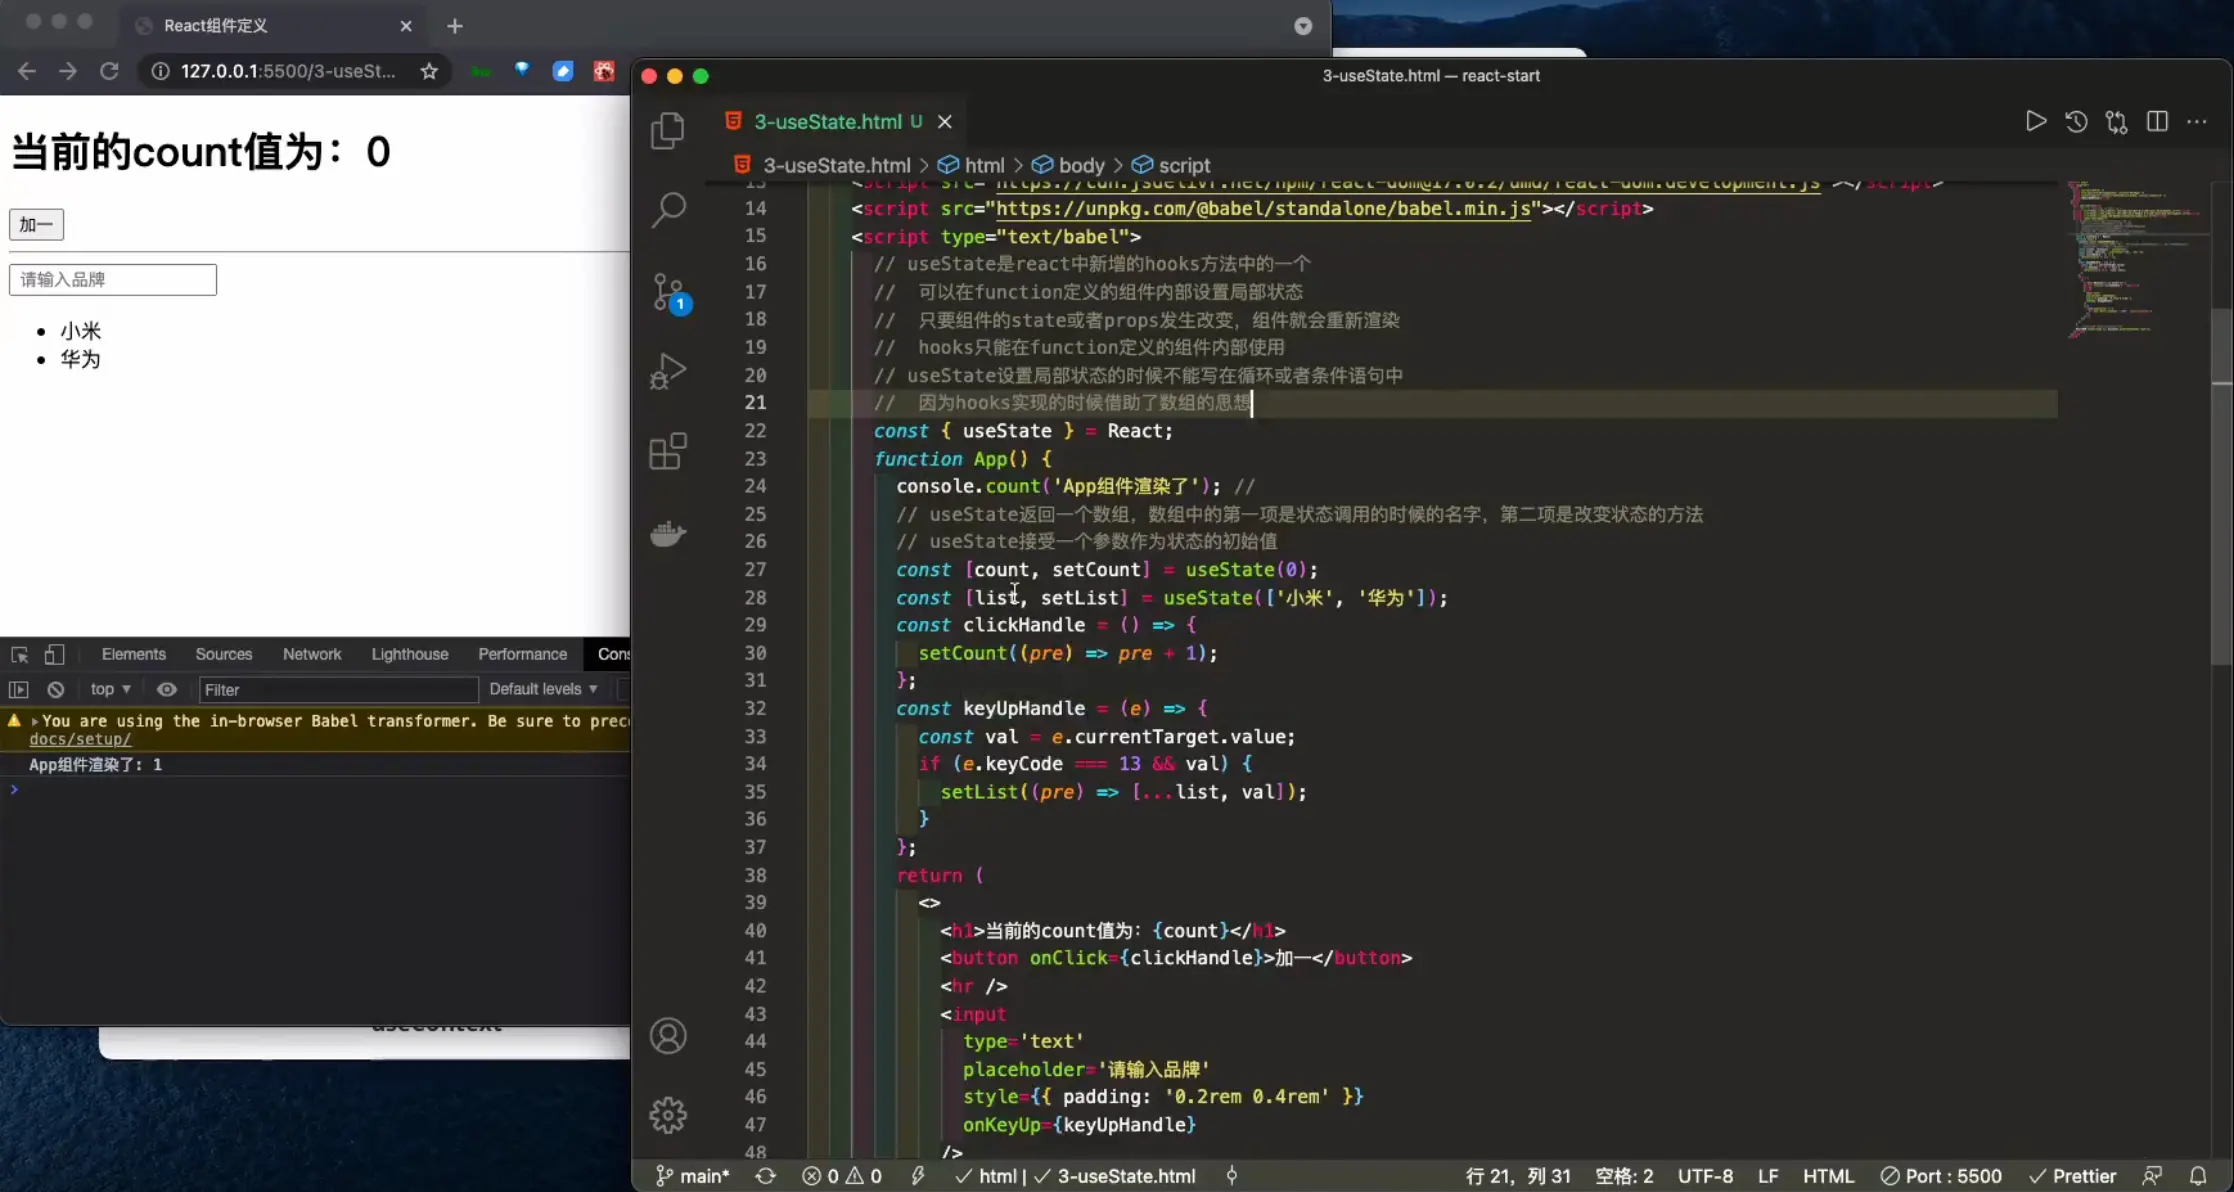 React组件定义
127.0.0.1:5500/3-useSt...
当前的count值为：0
加一
请输入品牌
小米
华为
Elements Sources Network Lighthouse Performance Cons
top Filter Default levels
You are using the in-browser Babel transformer. Be sure to prec
docs/setup/
App组件渲染了: 1
useContext
3-useState.html — react-start
3-useState.html U
3-useState.html > html > body > script
13 <script src="https://cdn.jsdelivr.net/npm/react-dom@17.0.2/umd/react-dom.development.js"></script>
14 <script src="https://unpkg.com/@babel/standalone/babel.min.js"></script>
15 <script type="text/babel">
16 // useState是react中新增的hooks方法中的一个
17 // 可以在function定义的组件内部设置局部状态
18 // 只要组件的state或者props发生改变，组件就会重新渲染
19 // hooks只能在function定义的组件内部使用
20 // useState设置局部状态的时候不能写在循环或者条件语句中
21 // 因为hooks实现的时候借助了数组的思想
22 const { useState } = React;
23 function App() {
24 console.count('App组件渲染了'); //
25 // useState返回一个数组，数组中的第一项是状态调用的时候的名字，第二项是改变状态的方法
26 // useState接受一个参数作为状态的初始值
27 const [count, setCount] = useState(0);
28 const [list, setList] = useState(['小米', '华为']);
29 const clickHandle = () => {
30 setCount((pre) => pre + 1);
31 };
32 const keyUpHandle = (e) => {
33 const val = e.currentTarget.value;
34 if (e.keyCode === 13 && val) {
35 setList((pre) => [...list, val]);
36 }
37 };
38 return (
39 <>
40 <h1>当前的count值为：{count}</h1>
41 <button onClick={clickHandle}>加一</button>
42 <hr />
43 <input
44 type='text'
45 placeholder='请输入品牌'
46 style={{ padding: '0.2rem 0.4rem' }}
47 onKeyUp={keyUpHandle}
48 />
1
main* 0 0 html | 3-useState.html 行 21，列 31 空格: 2 UTF-8 LF HTML Port : 5500 Prettier